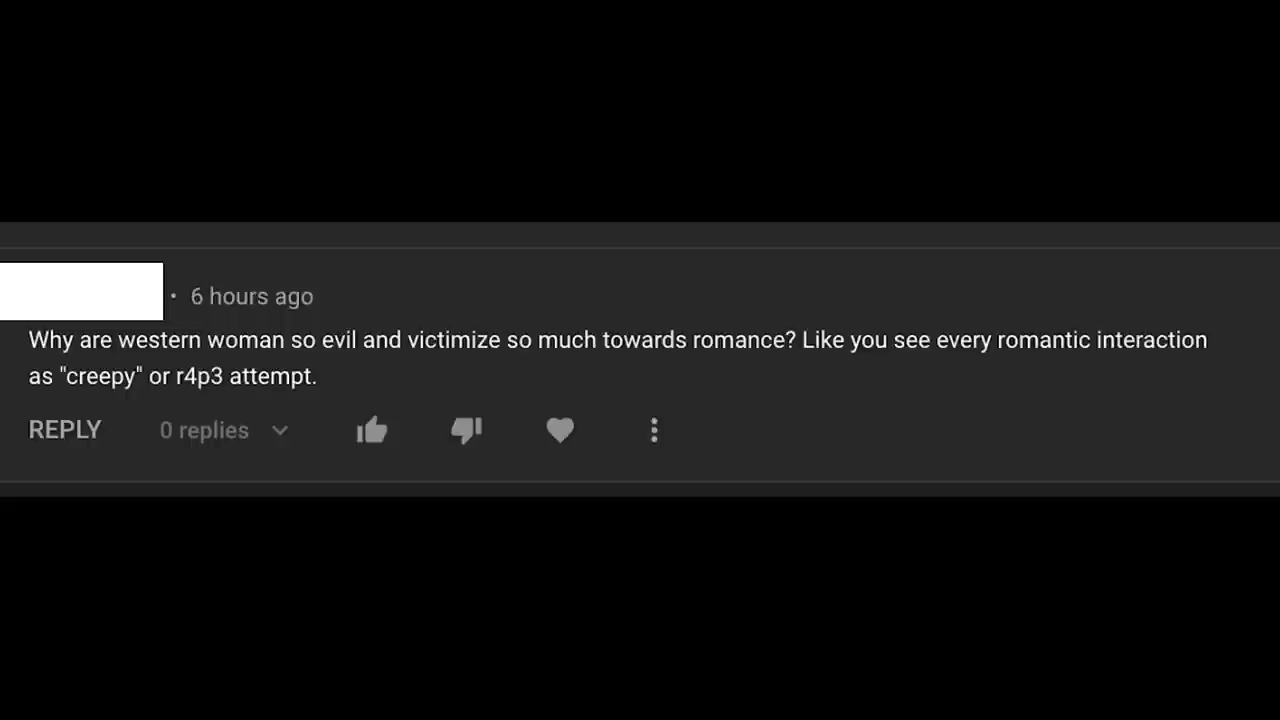 · 6 hours ago
Why are western woman so evil and victimize so much towards romance? Like you see every romantic interaction
as "creepy" or r4p3 attempt.
REPLY 0 replies